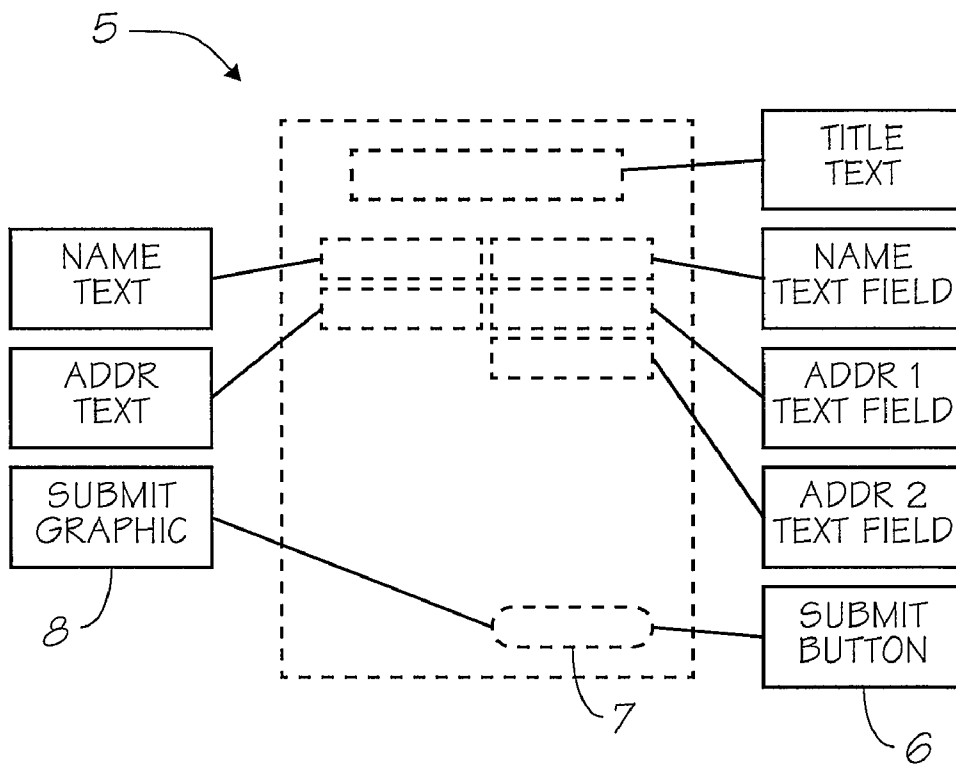 5
TITLE
TEXT
NAME
TEXT
NAME
TEXT FIELD
ADDR
TEXT
ADDR 1
TEXT FIELD
SUBMIT
GRAPHIC
ADDR 2
TEXT FIELD
SUBMIT
BUTTON
8
7
6